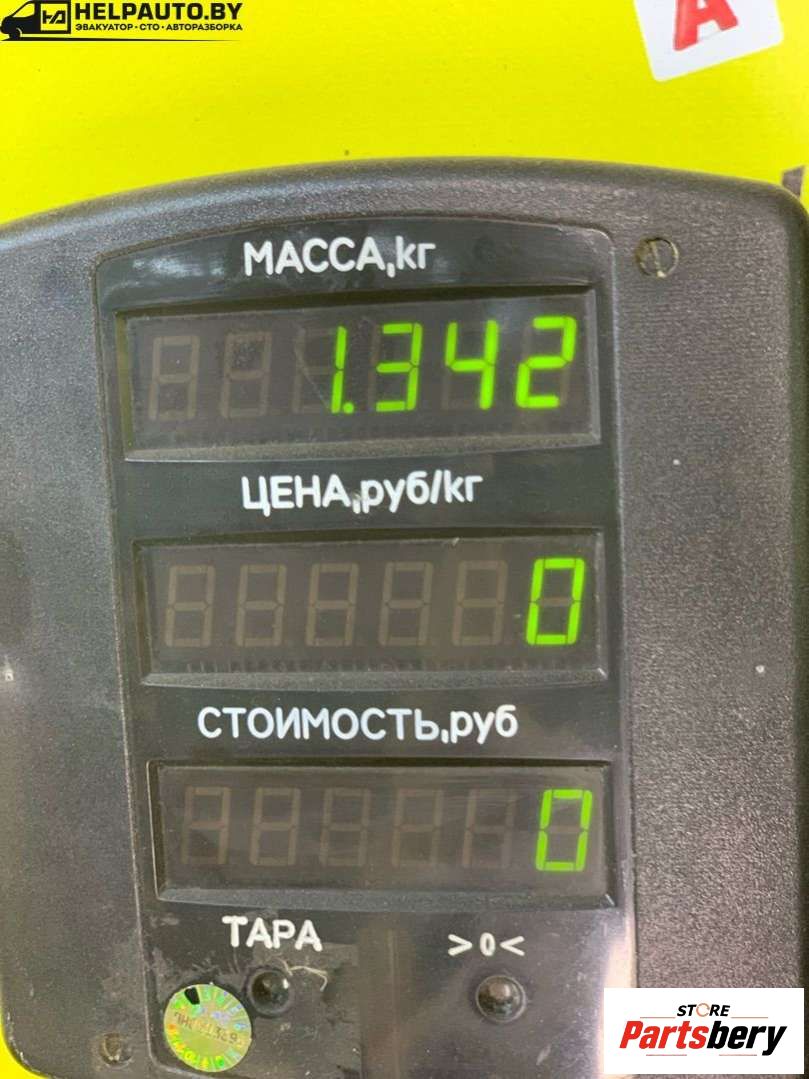 HELPAUTO.BY
ЭВАКУАТОР · СТО · АВТОРАЗБОРКА
А
МАССА,кг
1.342
ЦЕНА,руб/кг
0
СТОИМОСТЬ,руб
0
ТАРА >0<
STORE
Partsbery